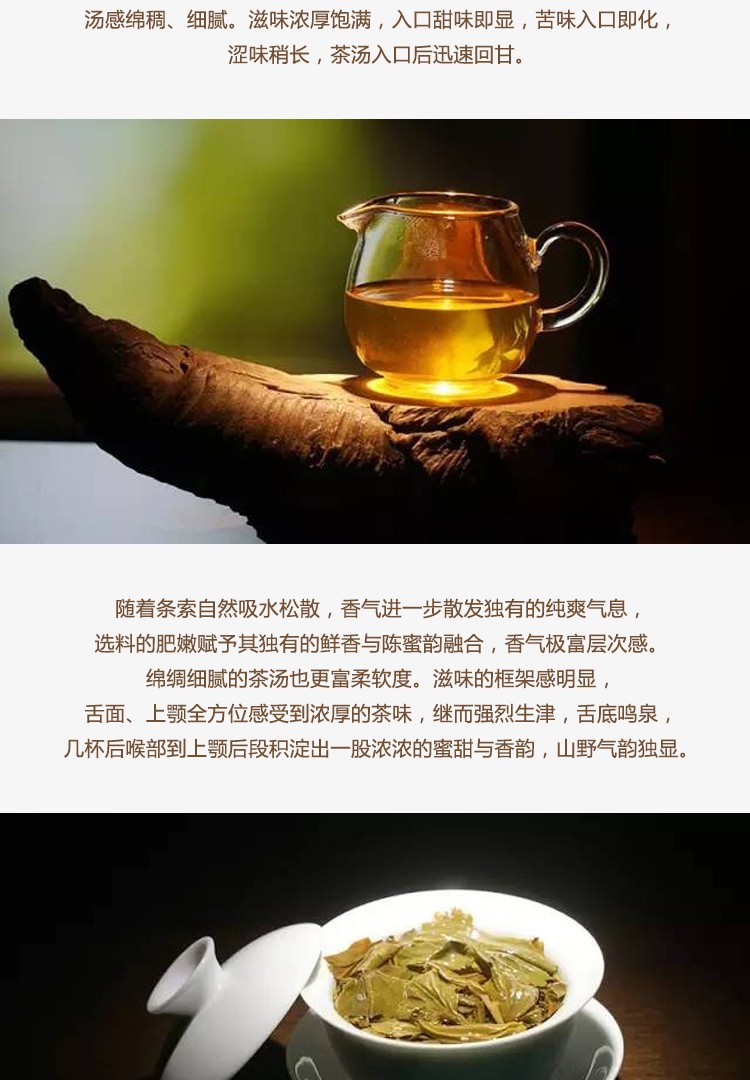 汤感绵稠、细腻。滋味浓厚饱满，入口甜味即显，苦味入口即化，
涩味稍长，茶汤入口后迅速回甘。
随着条索自然吸水松散，香气进一步散发独有的纯爽气息，
选料的肥嫩赋予其独有的鲜香与陈蜜韵融合，香气极富层次感。
绵绸细腻的茶汤也更富柔软度。滋味的框架感明显，
舌面、上颚全方位感受到浓厚的茶味，继而强烈生津，舌底鸣泉，
几杯后喉部到上颚后段积淀出一股浓浓的蜜甜与香韵，山野气韵独显。